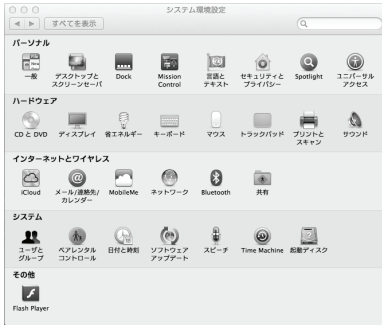 システム環境設定
すべてを表示
パーソナル
一般
デスクトップと
スクリーンセーバ
Dock
Mission
Control
言語と
テキスト
セキュリティと
プライバシー
Spotlight
ユニバーサル
アクセス
ハードウェア
CD と DVD
ディスプレイ
省エネルギー
キーボード
マウス
トラックパッド
プリントと
スキャン
サウンド
インターネットとワイヤレス
iCloud
メール/連絡先/
カレンダー
MobileMe
ネットワーク
Bluetooth
共有
システム
ユーザと
グループ
ペアレンタル
コントロール
日付と時刻
ソフトウェア
アップデート
スピーチ
Time Machine
起動ディスク
その他
Flash Player